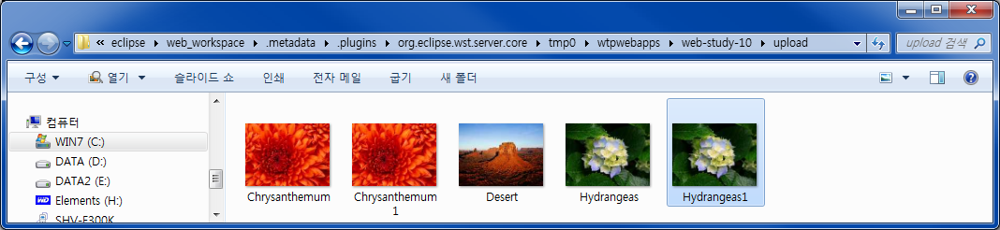 « eclipse ▸ web_workspace ▸ .metadata ▸ .plugins ▸ org.eclipse.wst.server.core ▸ tmp0 ▸ wtpwebapps ▸ web-study-10 ▸ upload
upload 검색
구성 열기 슬라이드 쇼 인쇄 전자 메일 굽기 새 폴더
컴퓨터
WIN7 (C:)
DATA (D:)
DATA2 (E:)
Elements (H:)
SHV-E300K
Chrysanthemum
Chrysanthemum
1
Desert
Hydrangeas
Hydrangeas1